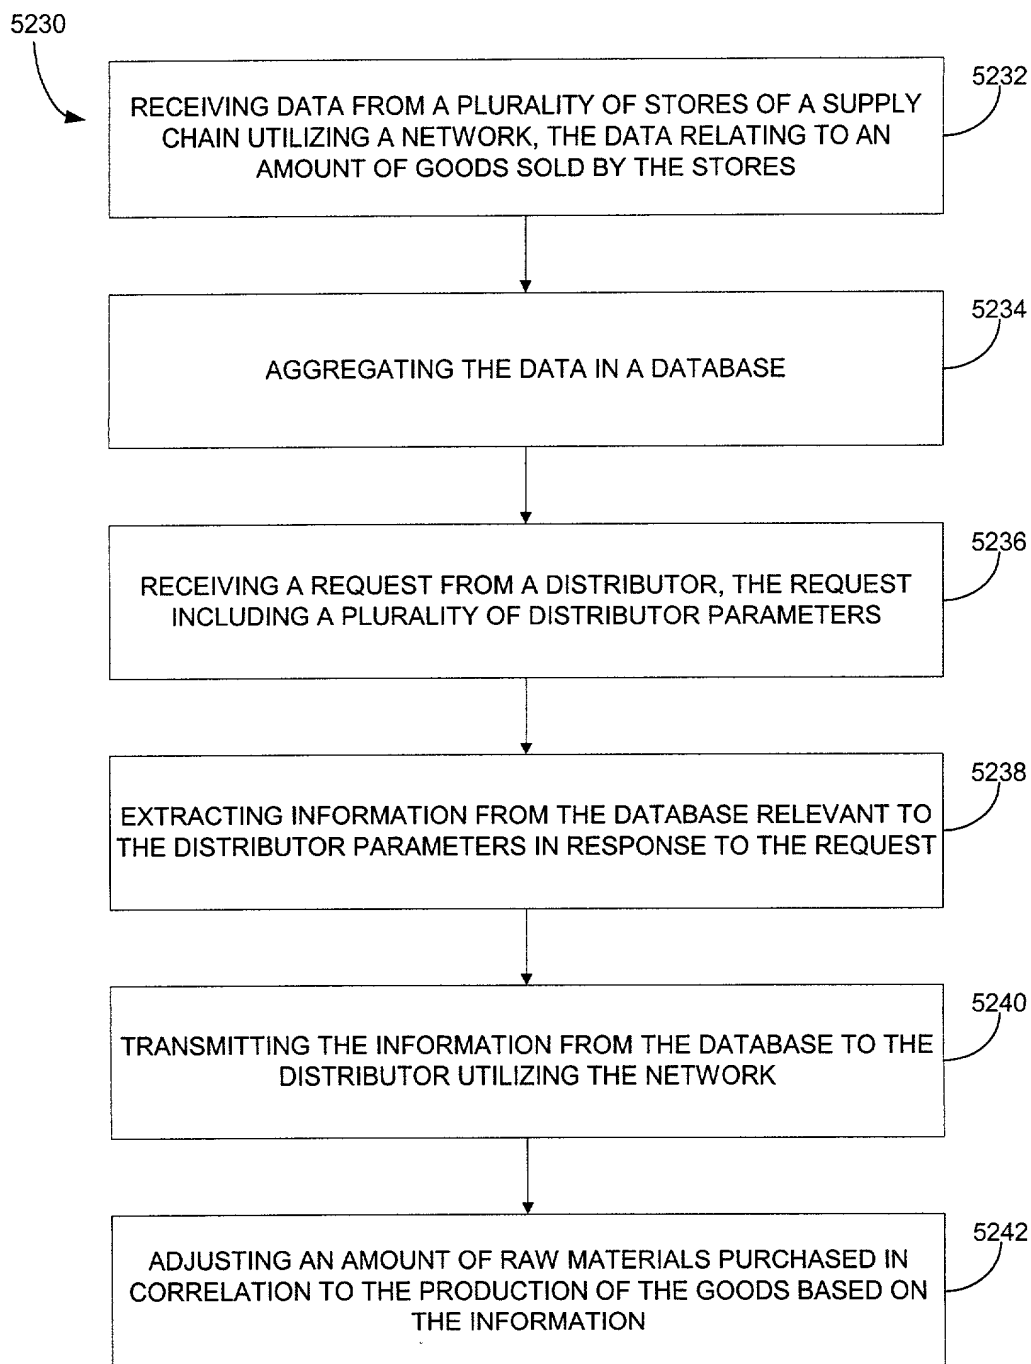 5230
5232
RECEIVING DATA FROM A PLURALITY OF STORES OF A SUPPLY
CHAIN UTILIZING A NETWORK, THE DATA RELATING TO AN
AMOUNT OF GOODS SOLD BY THE STORES
5234
AGGREGATING THE DATA IN A DATABASE
5236
RECEIVING A REQUEST FROM A DISTRIBUTOR, THE REQUEST
INCLUDING A PLURALITY OF DISTRIBUTOR PARAMETERS
5238
EXTRACTING INFORMATION FROM THE DATABASE RELEVANT TO
THE DISTRIBUTOR PARAMETERS IN RESPONSE TO THE REQUEST
5240
TRANSMITTING THE INFORMATION FROM THE DATABASE TO THE
DISTRIBUTOR UTILIZING THE NETWORK
5242
ADJUSTING AN AMOUNT OF RAW MATERIALS PURCHASED IN
CORRELATION TO THE PRODUCTION OF THE GOODS BASED ON
THE INFORMATION